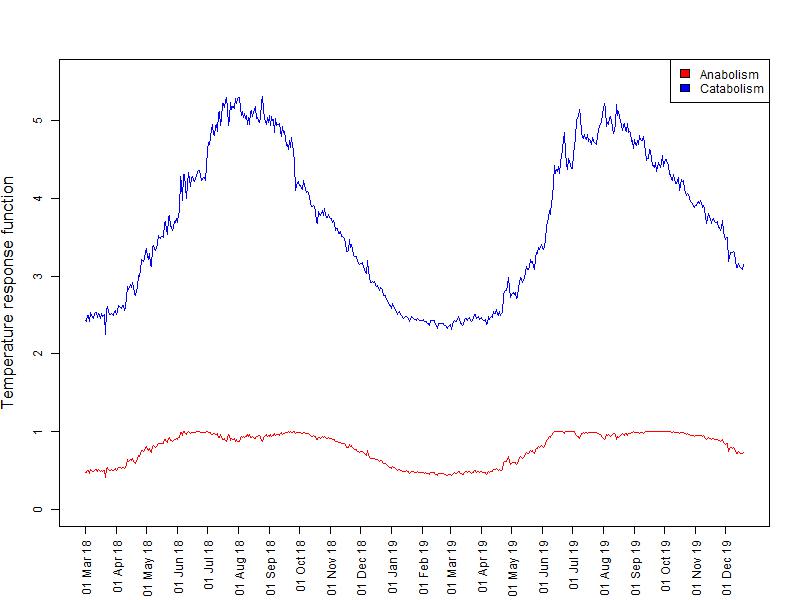 Anabolism
Catabolism
Temperature response function
5
4
3
2
1
0
01 Mar 18
01 Apr 18
01 May 18
01 Jun 18
01 Jul 18
01 Aug 18
01 Sep 18
01 Oct 18
01 Nov 18
01 Dec 18
01 Jan 19
01 Feb 19
01 Mar 19
01 Apr 19
01 May 19
01 Jun 19
01 Jul 19
01 Aug 19
01 Sep 19
01 Oct 19
01 Nov 19
01 Dec 19